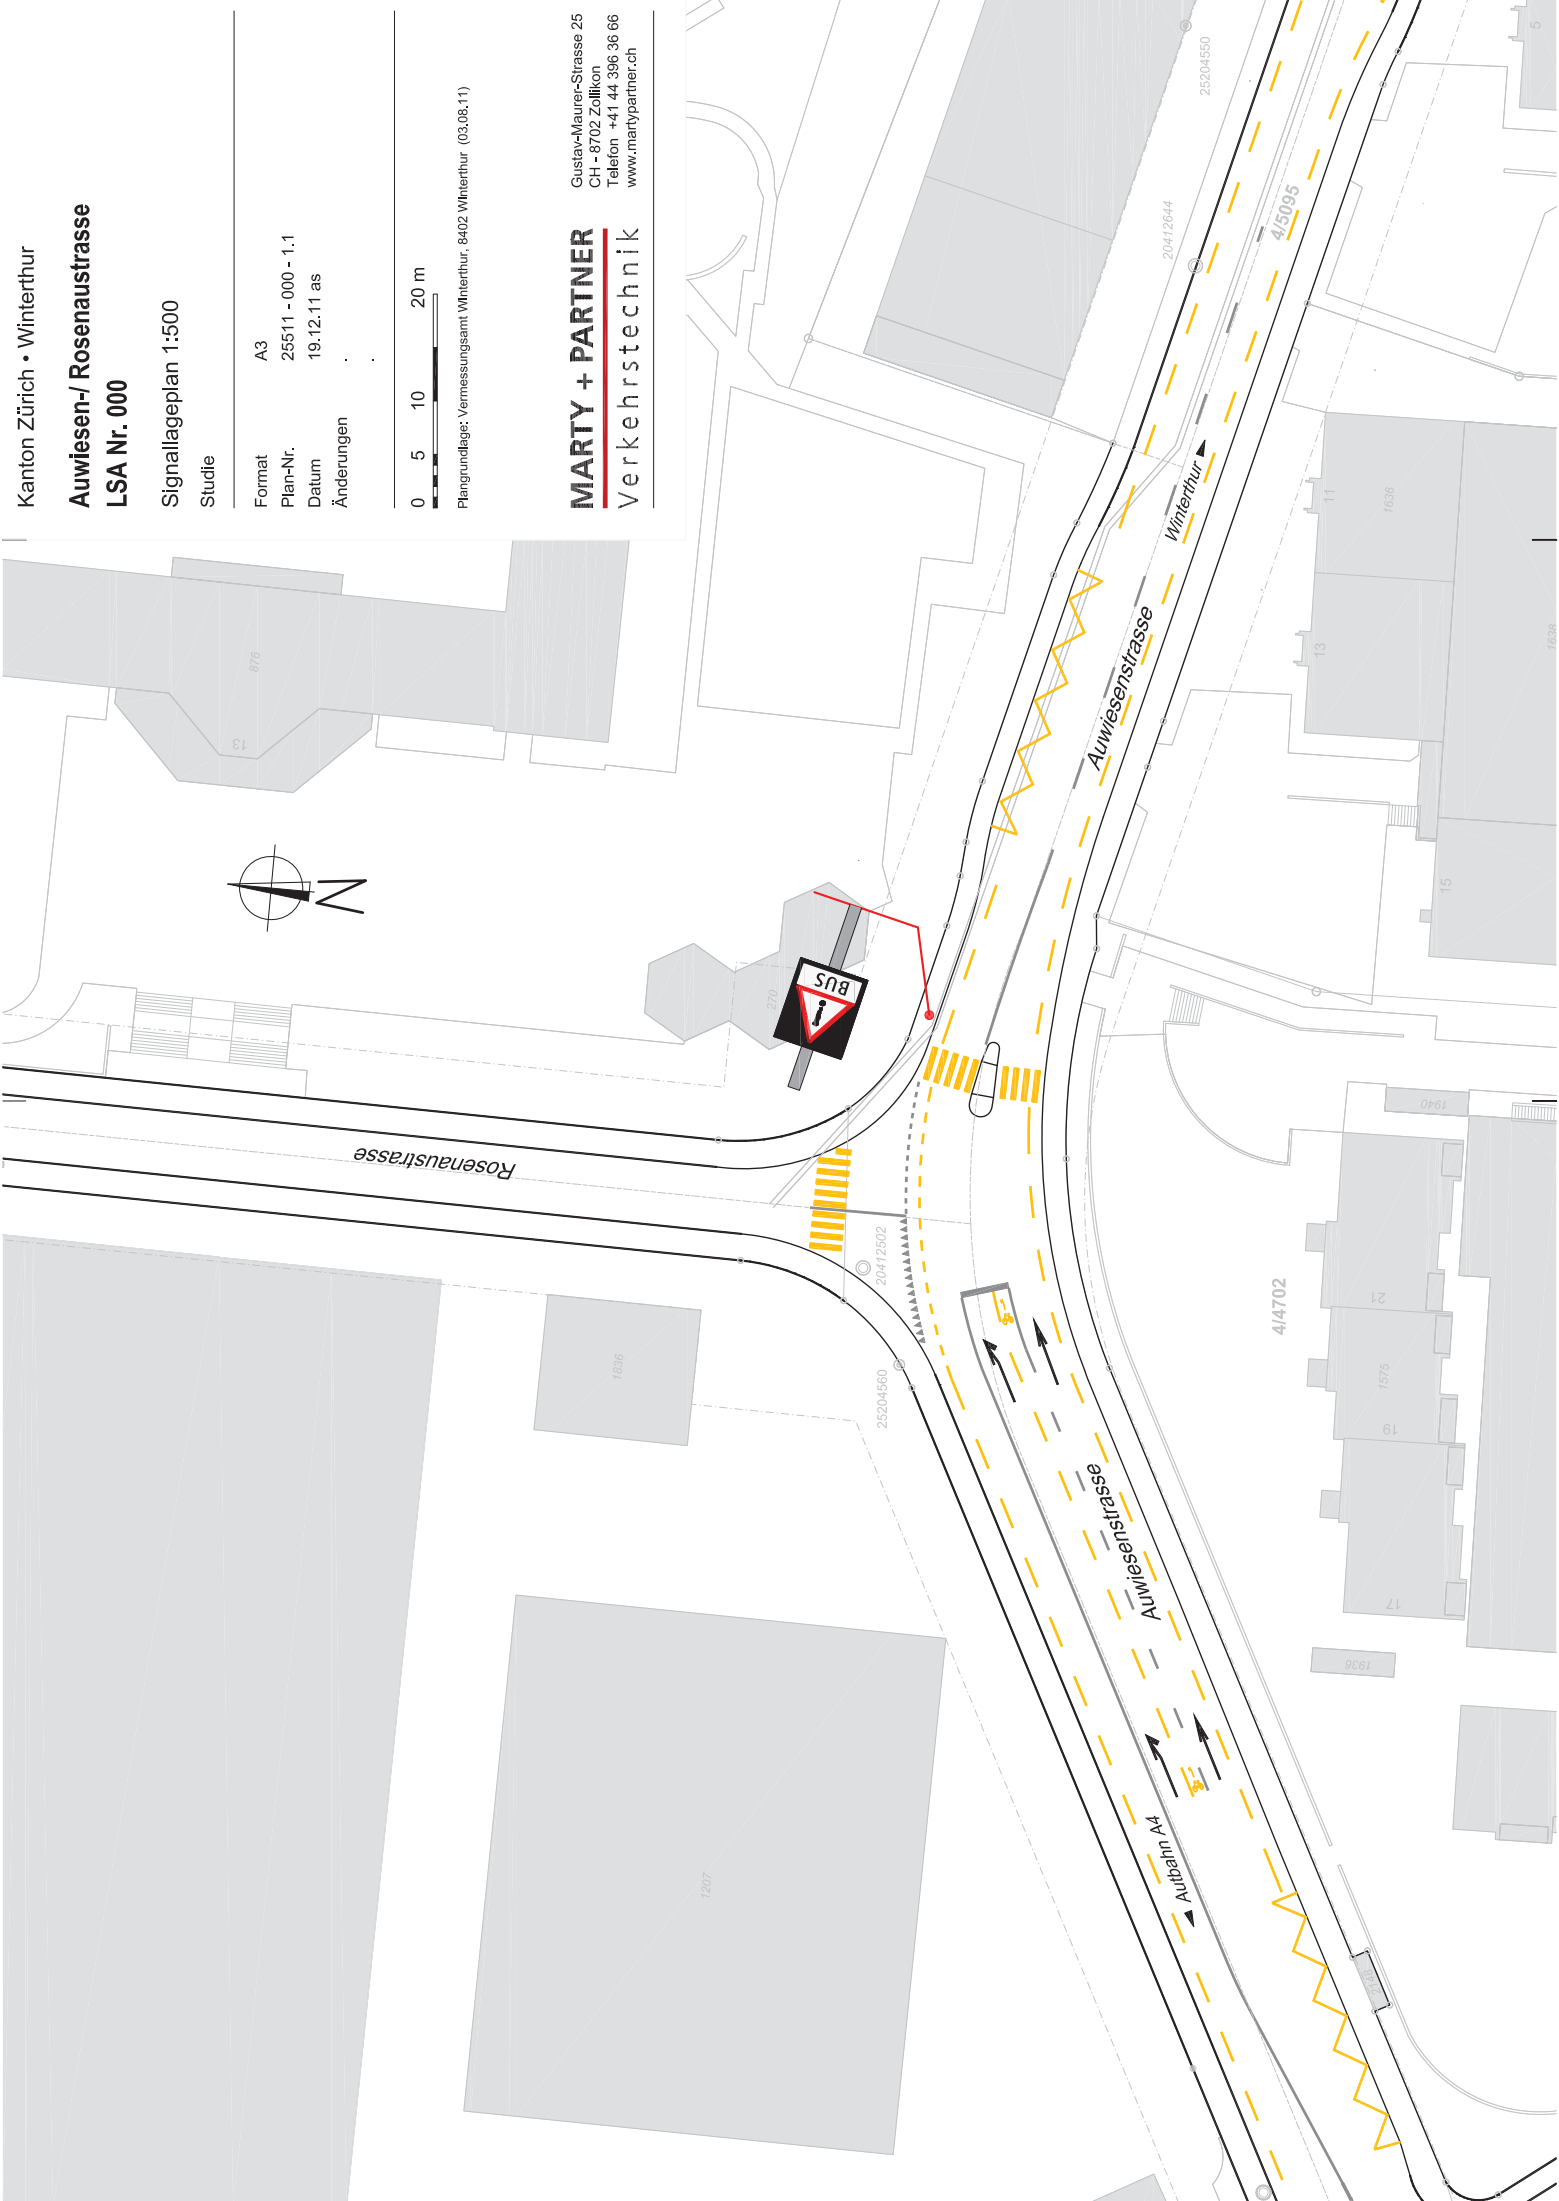 Kanton Zürich • Winterthur
Auwiesen-/ Rosenaustrasse
LSA Nr. 000
Signallageplan 1:500
Studie
Format A3
Plan-Nr. 25511 - 000 - 1.1
Datum 19.12.11 as
Änderungen .
.
0 5 10 20 m
Plangrundlage: Vermessungsamt Winterthur, 8402 Winterthur (03.08.11)
MARTY + PARTNER
Verkehrstechnik
Gustav-Maurer-Strasse 25
CH - 8702 Zollikon
Telefon +41 44 396 36 66
www.martypartner.ch
N
876
13
270
BUS
Rosenaustrasse
20412502
25204560
1836
1207
Auwiesenstrasse
Autbahn A4
Auwiesenstrasse
Winterthur
4/5095
20412644
25204550
5
11
1636
13
1638
15
1940
4/4702
21
1575
19
17
1936
2148